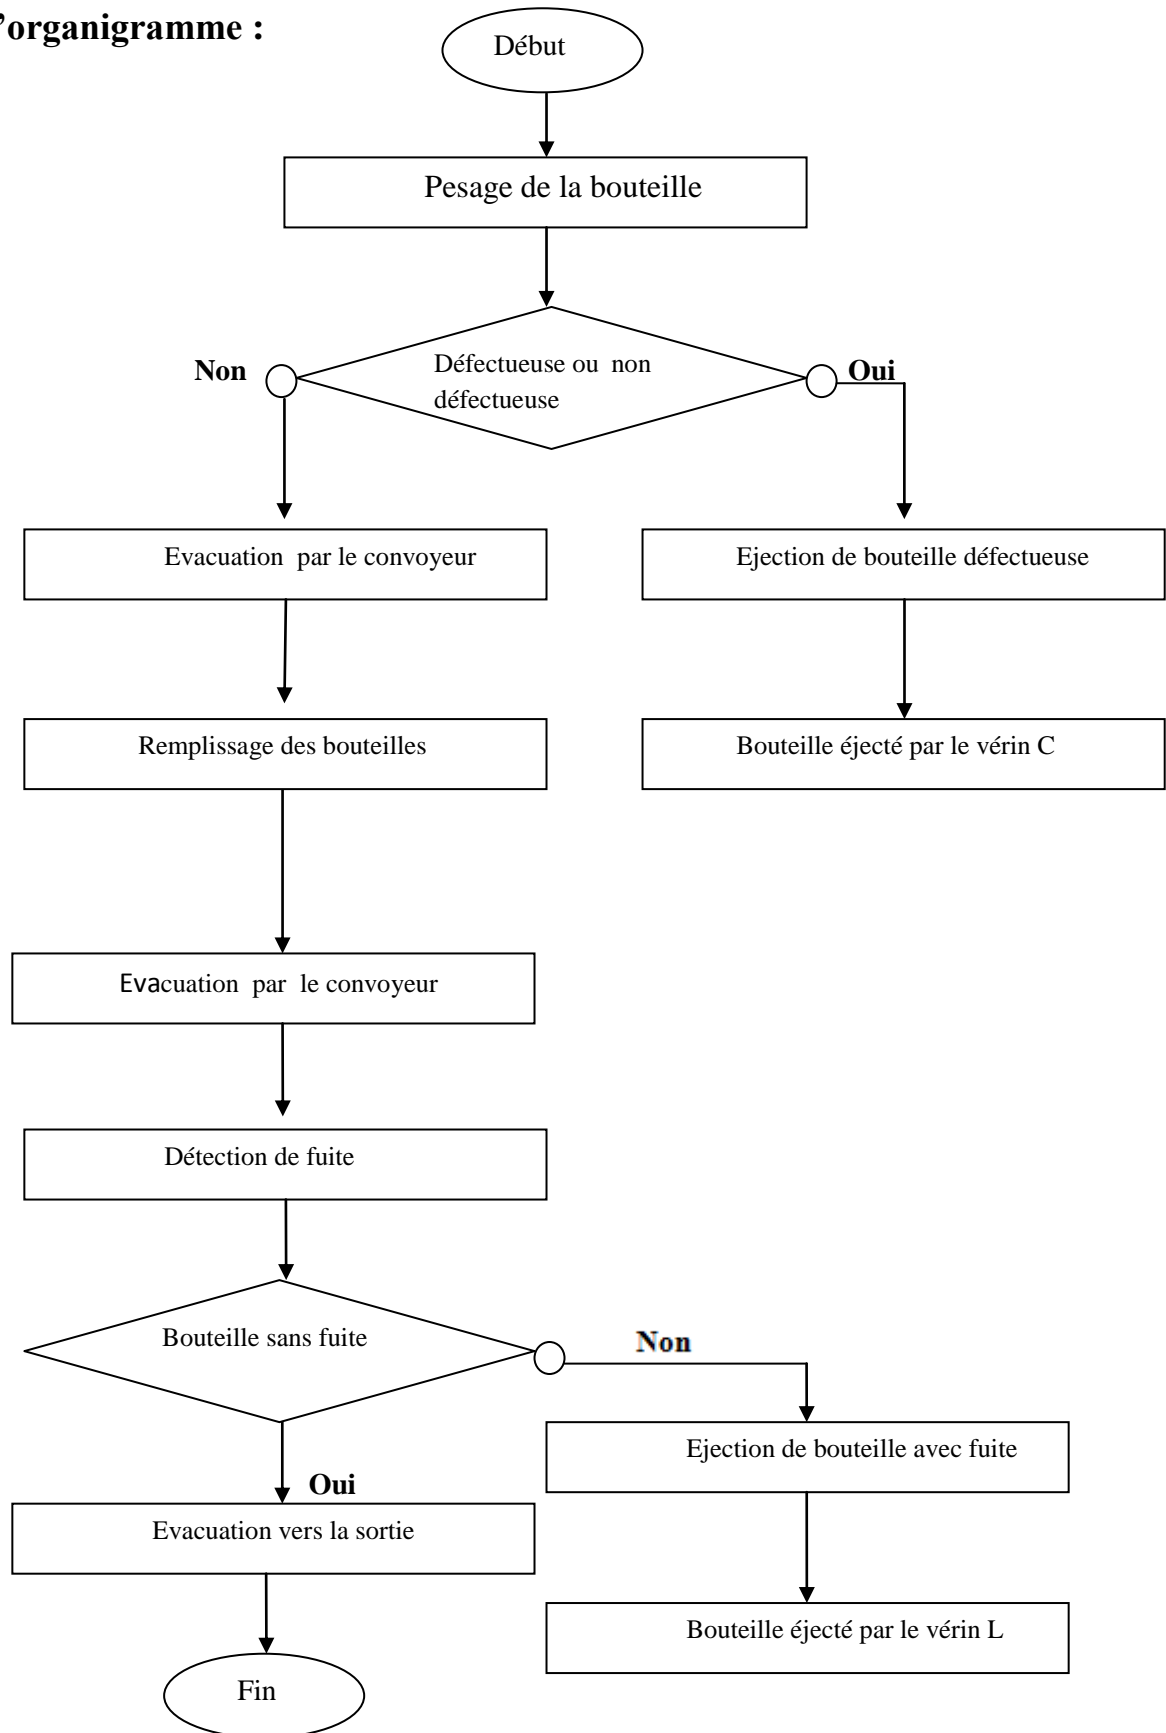 'organigramme :
Début
Pesage de la bouteille
Défectueuse ou non
défectueuse
Non
Oui
Evacuation par le convoyeur
Ejection de bouteille défectueuse
Remplissage des bouteilles
Bouteille éjecté par le vérin C
Evacuation par le convoyeur
Détection de fuite
Bouteille sans fuite
Non
Ejection de bouteille avec fuite
Oui
Evacuation vers la sortie
Bouteille éjecté par le vérin L
Fin